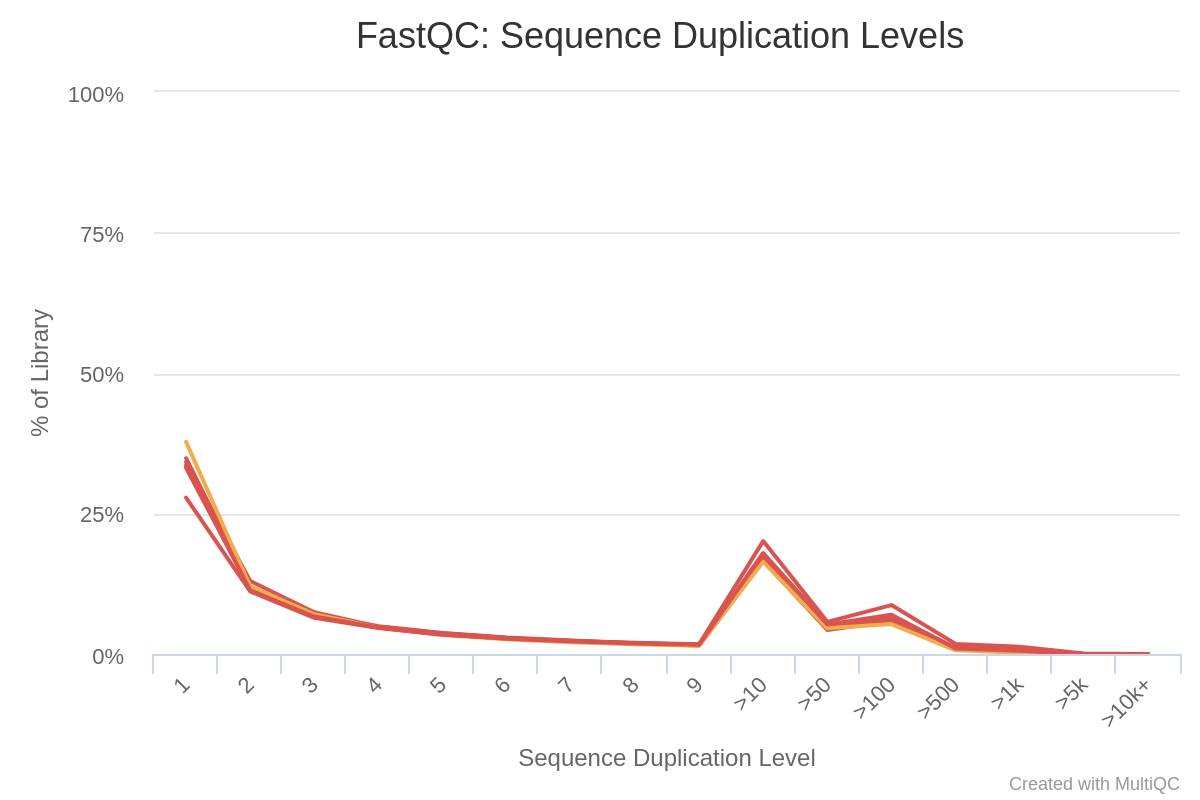 FastQC: Sequence Duplication Levels
100%
75%
50%
25%
0%
% of Library
1
2
3
4
5
6
7
8
9
>10
>50
>100
>500
>1k
>5k
>10k+
Sequence Duplication Level
Created with MultiQC